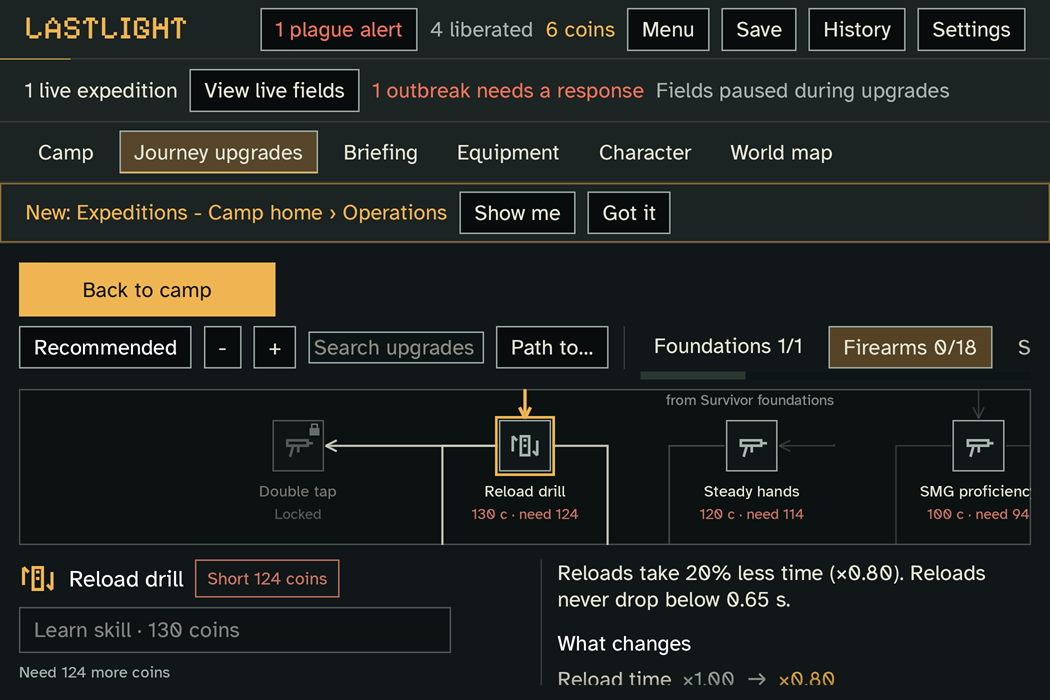 LASTLIGHT
1 plague alert 4 liberated 6 coins Menu Save History Settings
1 live expedition View live fields 1 outbreak needs a response Fields paused during upgrades
Camp Journey upgrades Briefing Equipment Character World map
New: Expeditions - Camp home › Operations Show me Got it
Back to camp
Recommended - + Search upgrades Path to... Foundations 1/1 Firearms 0/18 S
from Survivor foundations
Double tap Reload drill Steady hands SMG proficienc
Locked 130 c · need 124 120 c · need 114 100 c · need 94
Reload drill Short 124 coins
Learn skill · 130 coins
Need 124 more coins
Reloads take 20% less time (×0.80). Reloads
never drop below 0.65 s.
What changes
Reload time ×1.00 → ×0.80